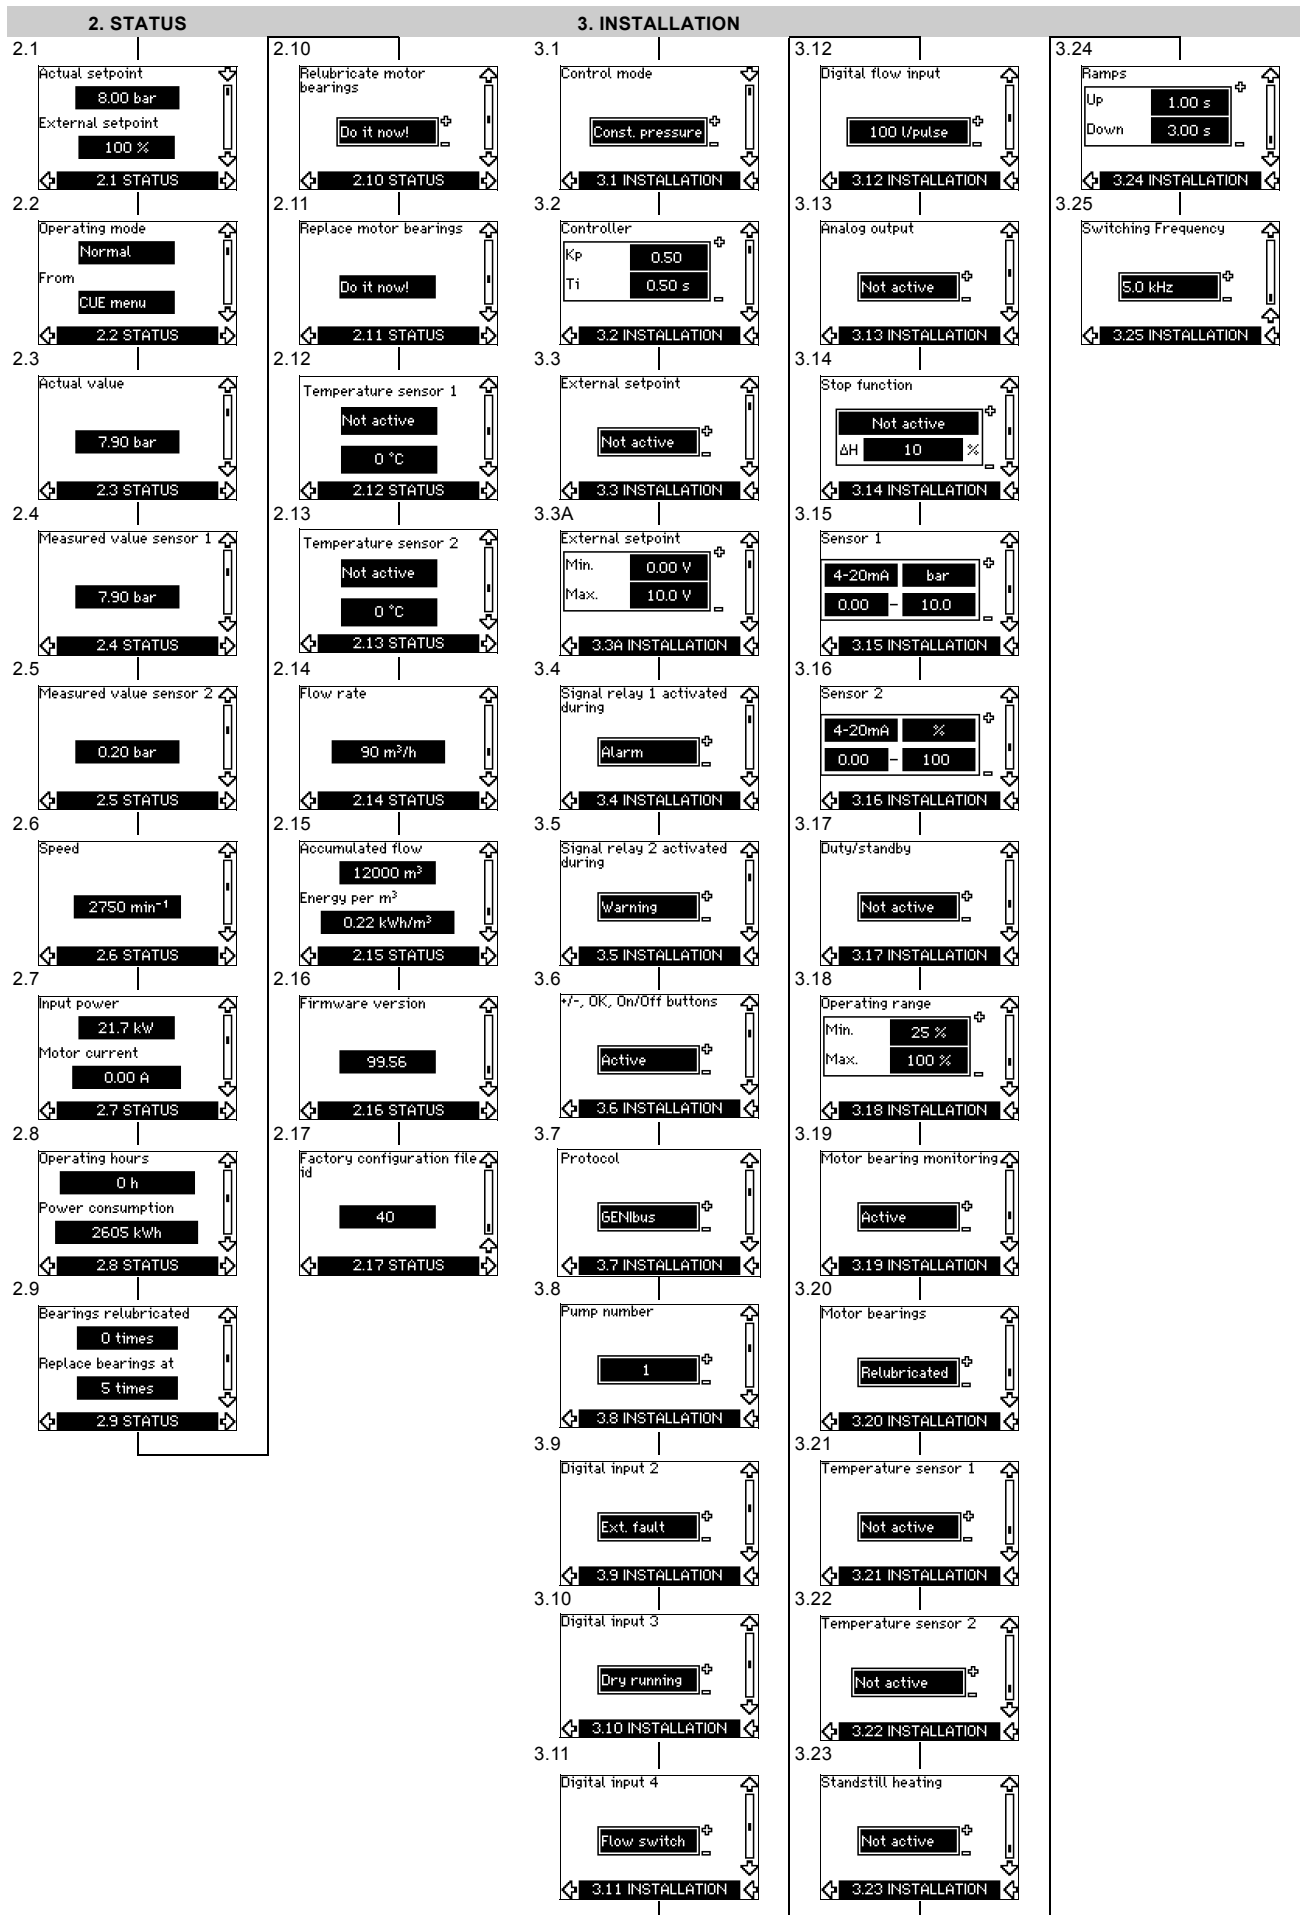 2. STATUS
3. INSTALLATION
2.1
Actual setpoint
8.00 bar
External setpoint
100 %
2.1 STATUS
2.2
Operating mode
Normal
From
CUE menu
2.2 STATUS
2.3
Actual value
7.90 bar
2.3 STATUS
2.4
Measured value sensor 1
7.90 bar
2.4 STATUS
2.5
Measured value sensor 2
0.20 bar
2.5 STATUS
2.6
Speed
2750 min⁻¹
2.6 STATUS
2.7
Input power
21.7 kW
Motor current
0.00 A
2.7 STATUS
2.8
Operating hours
0 h
Power consumption
2605 kWh
2.8 STATUS
2.9
Bearings relubricated
0 times
Replace bearings at
5 times
2.9 STATUS
2.10
Relubricate motor
bearings
Do it now!
2.10 STATUS
2.11
Replace motor bearings
Do it now!
2.11 STATUS
2.12
Temperature sensor 1
Not active
0 °C
2.12 STATUS
2.13
Temperature sensor 2
Not active
0 °C
2.13 STATUS
2.14
Flow rate
90 m³/h
2.14 STATUS
2.15
Accumulated flow
12000 m³
Energy per m³
0.22 kWh/m³
2.15 STATUS
2.16
Firmware version
99.56
2.16 STATUS
2.17
Factory configuration file
id
40
2.17 STATUS
3.1
Control mode
Const. pressure
3.1 INSTALLATION
3.2
Controller
Kp 0.50
Ti 0.50 s
3.2 INSTALLATION
3.3
External setpoint
Not active
3.3 INSTALLATION
3.3A
External setpoint
Min. 0.00 V
Max. 10.0 V
3.3A INSTALLATION
3.4
Signal relay 1 activated
during
Alarm
3.4 INSTALLATION
3.5
Signal relay 2 activated
during
Warning
3.5 INSTALLATION
3.6
+/-, OK, On/Off buttons
Active
3.6 INSTALLATION
3.7
Protocol
GENIbus
3.7 INSTALLATION
3.8
Pump number
1
3.8 INSTALLATION
3.9
Digital input 2
Ext. fault
3.9 INSTALLATION
3.10
Digital input 3
Dry running
3.10 INSTALLATION
3.11
Digital input 4
Flow switch
3.11 INSTALLATION
3.12
Digital flow input
100 l/pulse
3.12 INSTALLATION
3.13
Analog output
Not active
3.13 INSTALLATION
3.14
Stop function
Not active
ΔH 10 %
3.14 INSTALLATION
3.15
Sensor 1
4-20mA bar
0.00 - 10.0
3.15 INSTALLATION
3.16
Sensor 2
4-20mA %
0.00 - 100
3.16 INSTALLATION
3.17
Duty/standby
Not active
3.17 INSTALLATION
3.18
Operating range
Min. 25 %
Max. 100 %
3.18 INSTALLATION
3.19
Motor bearing monitoring
Active
3.19 INSTALLATION
3.20
Motor bearings
Relubricated
3.20 INSTALLATION
3.21
Temperature sensor 1
Not active
3.21 INSTALLATION
3.22
Temperature sensor 2
Not active
3.22 INSTALLATION
3.23
Standstill heating
Not active
3.23 INSTALLATION
3.24
Ramps
Up 1.00 s
Down 3.00 s
3.24 INSTALLATION
3.25
Switching Frequency
5.0 kHz
3.25 INSTALLATION